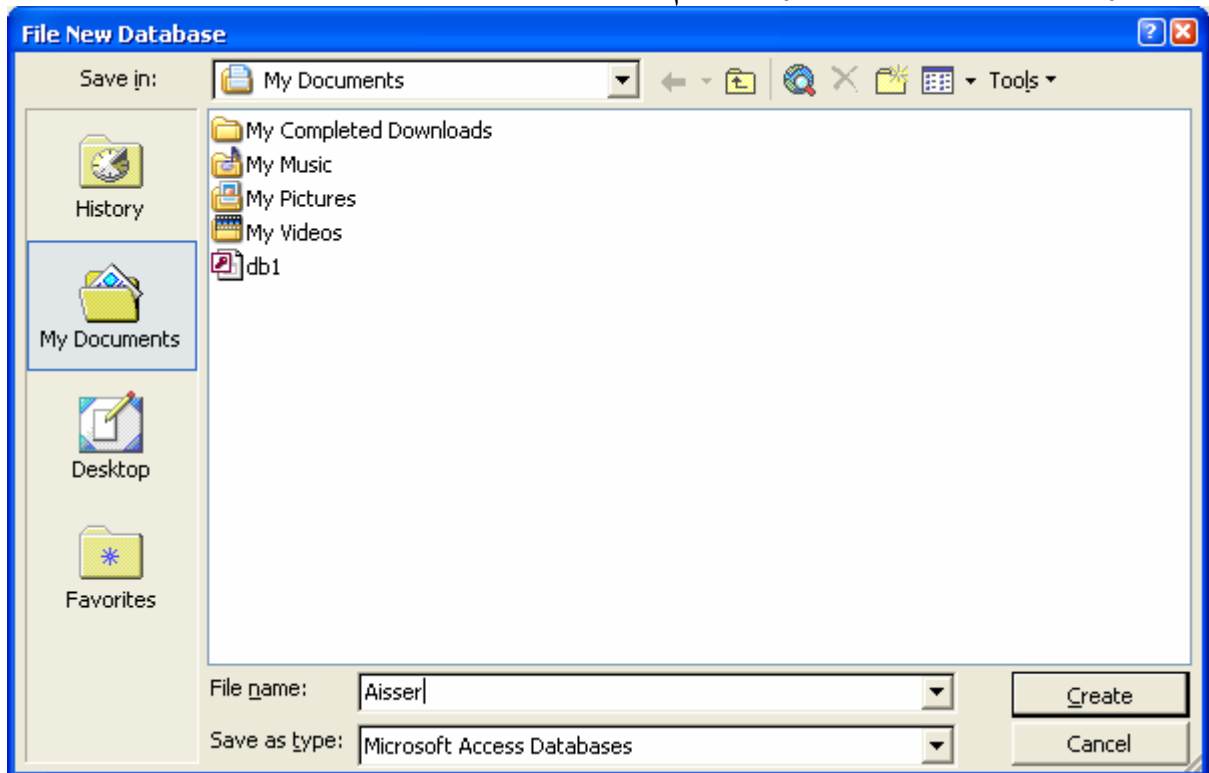 File New Database
Save in: My Documents Tools
My Completed Downloads
My Music
My Pictures
My Videos
db1
History
My Documents
Desktop
Favorites
File name: Aisser Create
Save as type: Microsoft Access Databases Cancel